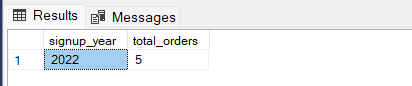 Results Messages
signup_year total_orders
1 2022 5